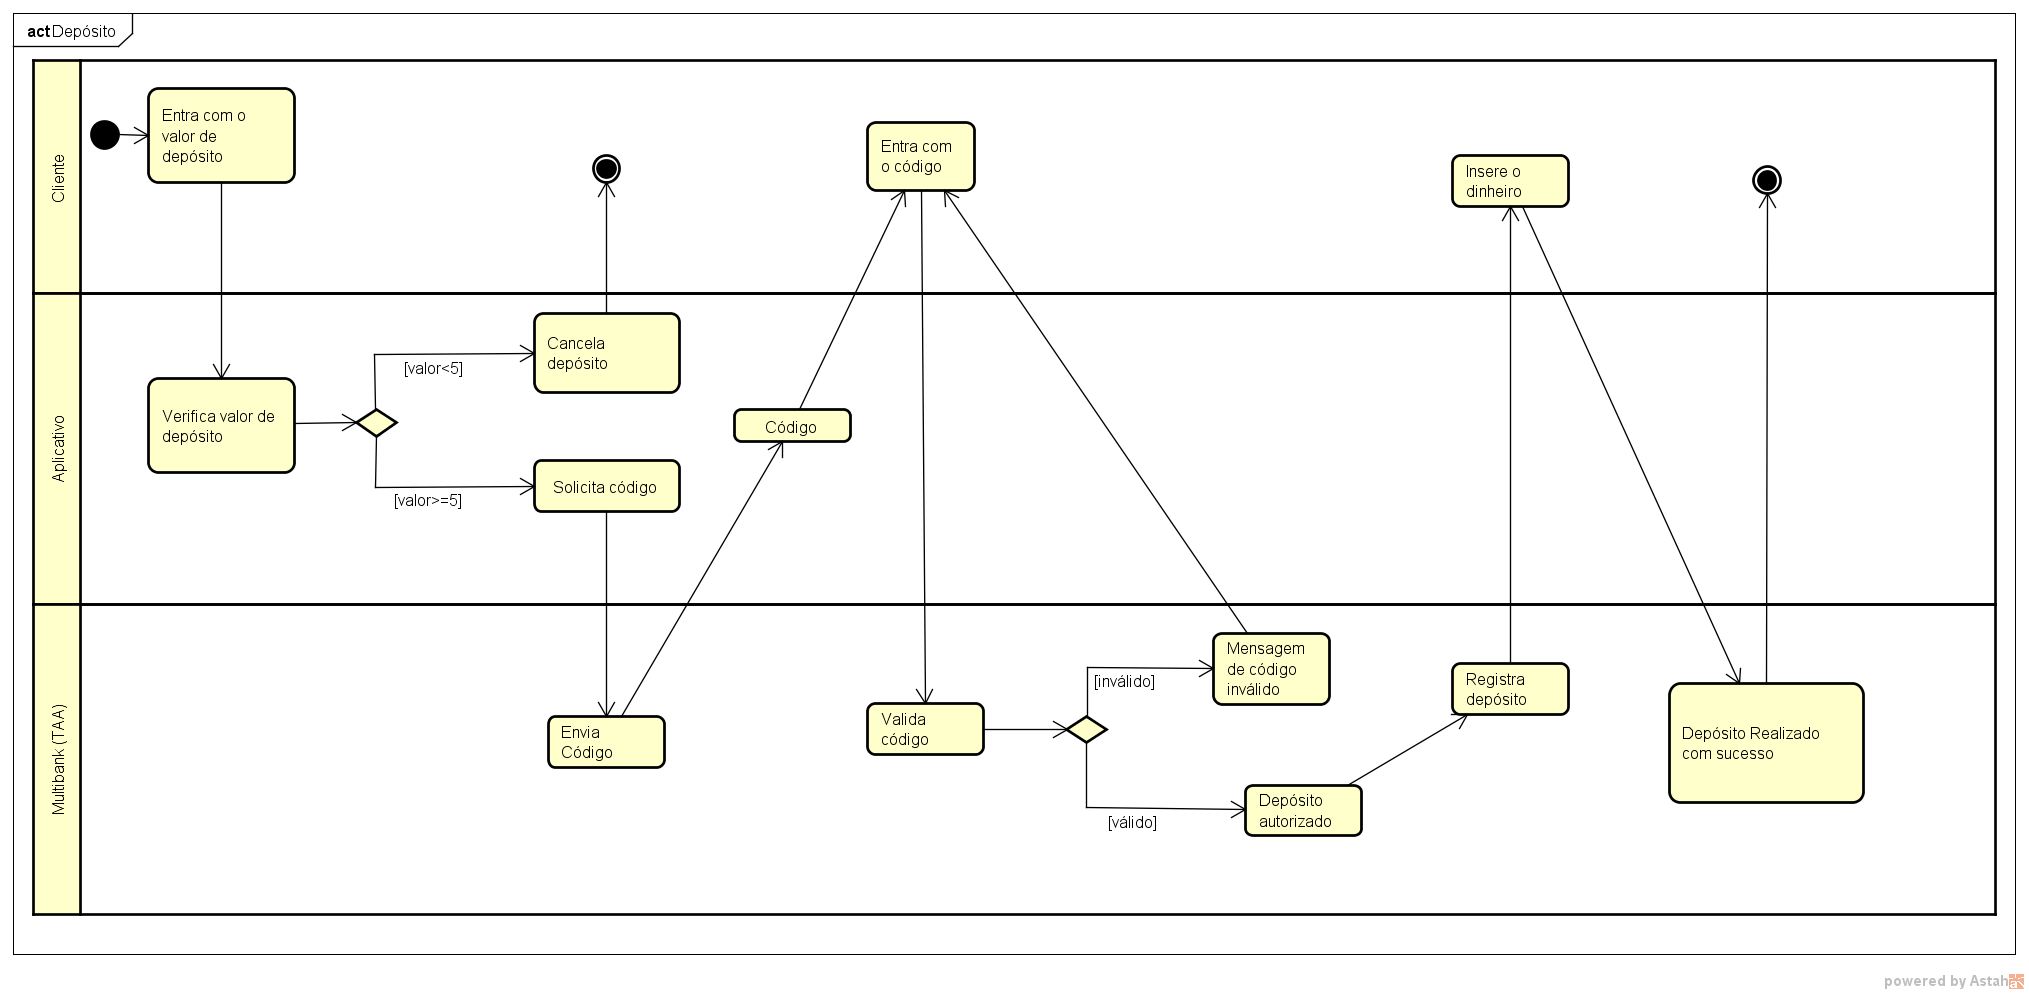 act Depósito
Cliente
Entra com o
valor de
depósito
Entra com
o código
Insere o
dinheiro
Aplicativo
Verifica valor de
depósito
[valor<5]
[valor>=5]
Cancela
depósito
Solicita código
Código
Multibank (TAA)
Envia
Código
Valida
código
[inválido]
[válido]
Mensagem
de código
inválido
Depósito
autorizado
Registra
depósito
Depósito Realizado
com sucesso
powered by Astah